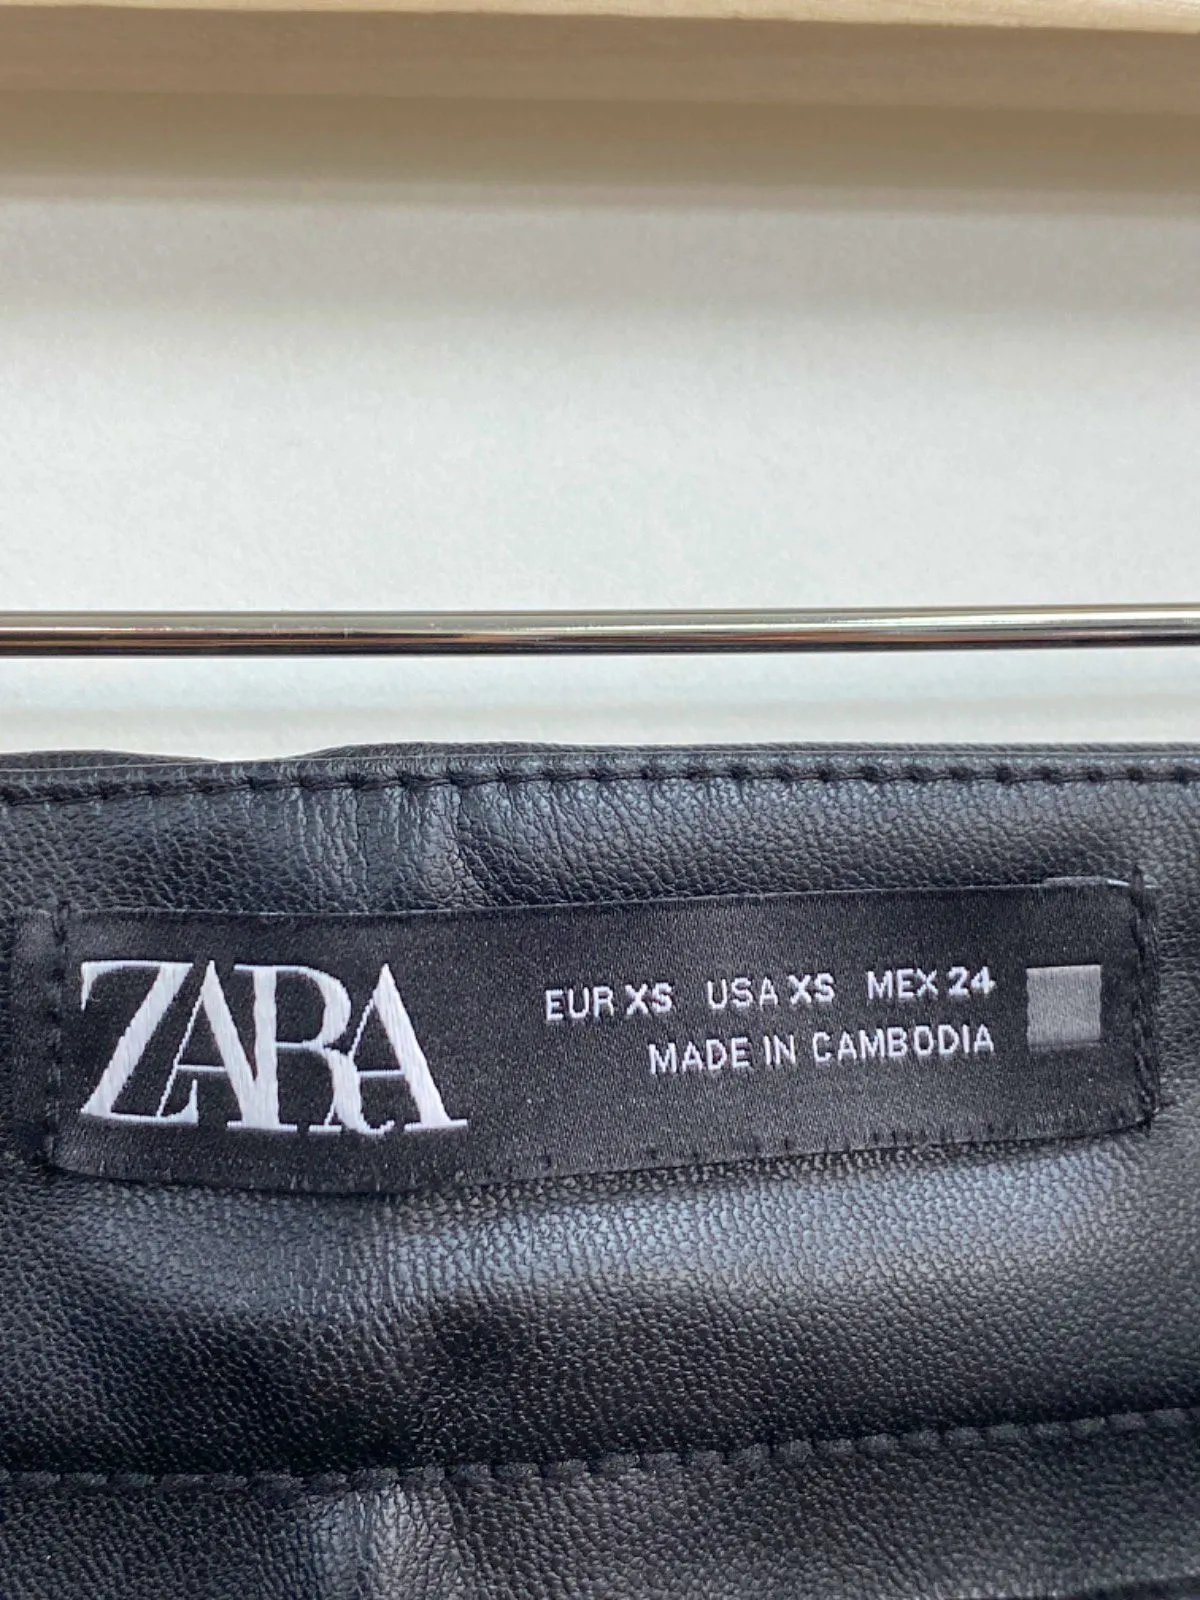 ZARA
EUR XS USA XS MEX 24
MADE IN CAMBODIA